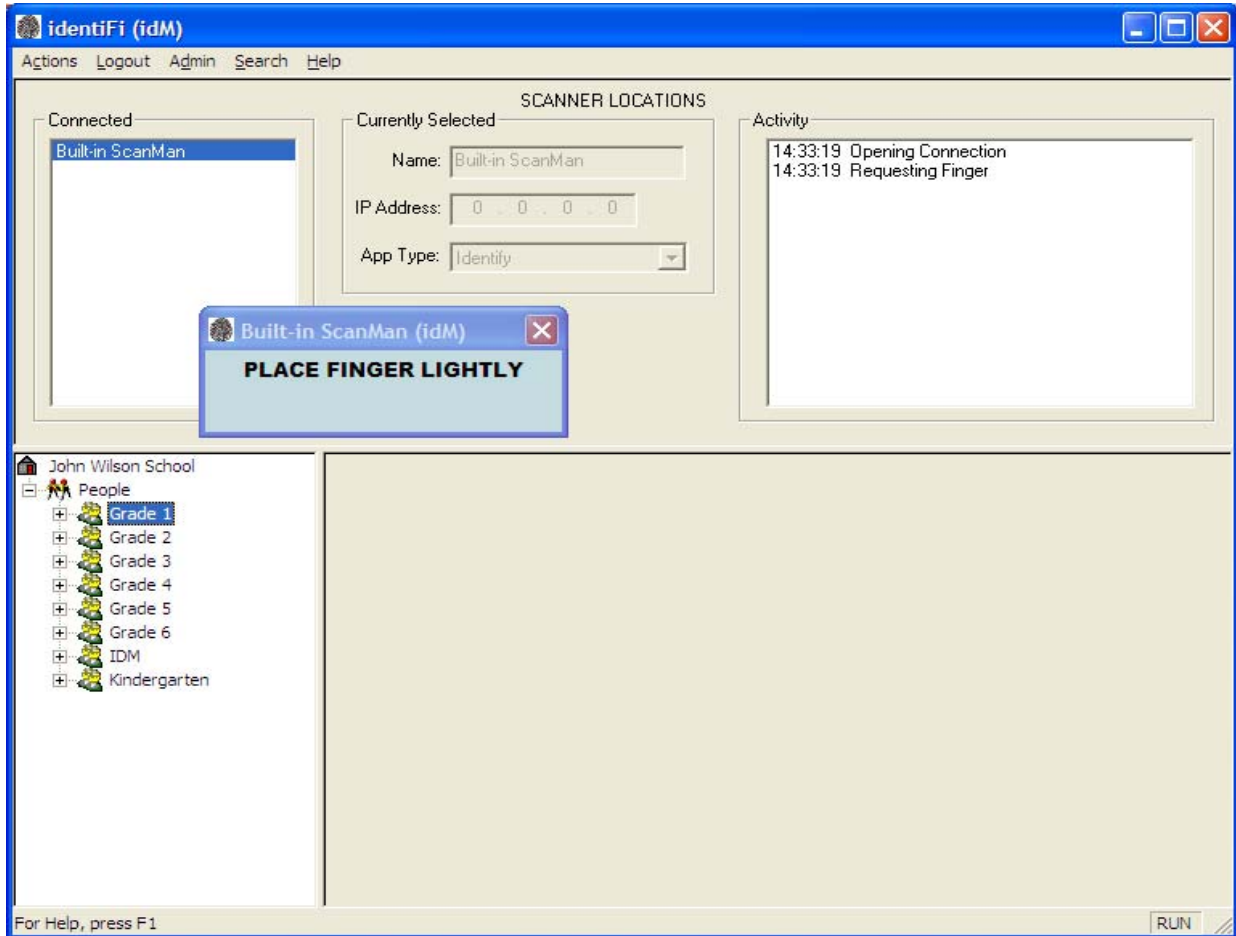 identiFi (idM)
Actions Logout Admin Search Help
SCANNER LOCATIONS
Connected
Built-in ScanMan
Currently Selected
Name: Built-in ScanMan
IP Address: 0 . 0 . 0 . 0
App Type: Identify
Activity
14:33:19 Opening Connection
14:33:19 Requesting Finger
Built-in ScanMan (idM)
PLACE FINGER LIGHTLY
John Wilson School
People
Grade 1
Grade 2
Grade 3
Grade 4
Grade 5
Grade 6
IDM
Kindergarten
For Help, press F1
RUN